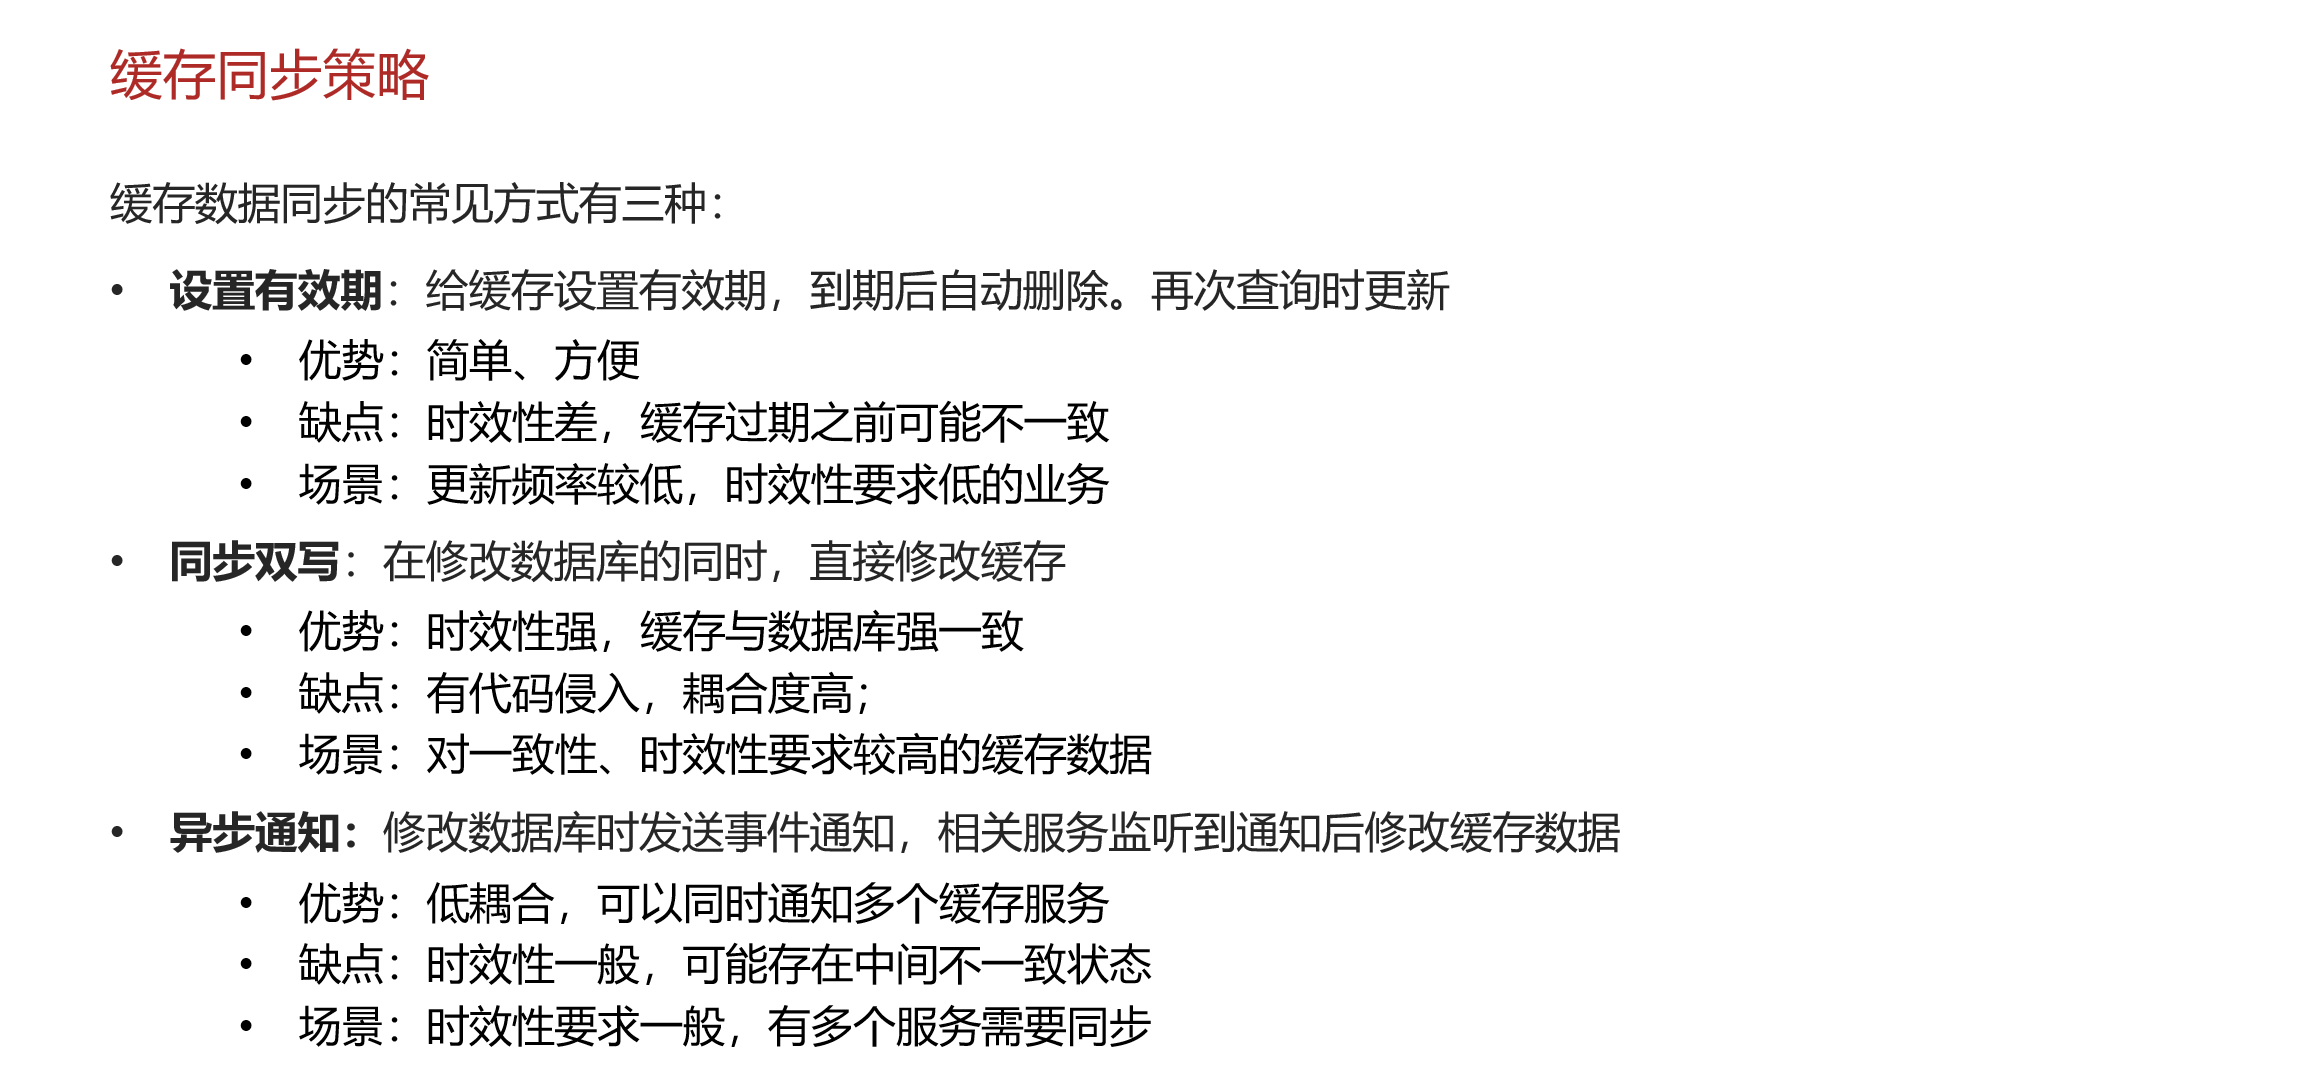 缓存同步策略
缓存数据同步的常见方式有三种：
• 设置有效期：给缓存设置有效期，到期后自动删除。再次查询时更新
• 优势：简单、方便
• 缺点：时效性差，缓存过期之前可能不一致
• 场景：更新频率较低，时效性要求低的业务
• 同步双写：在修改数据库的同时，直接修改缓存
• 优势：时效性强，缓存与数据库强一致
• 缺点：有代码侵入，耦合度高；
• 场景：对一致性、时效性要求较高的缓存数据
• 异步通知：修改数据库时发送事件通知，相关服务监听到通知后修改缓存数据
• 优势：低耦合，可以同时通知多个缓存服务
• 缺点：时效性一般，可能存在中间不一致状态
• 场景：时效性要求一般，有多个服务需要同步